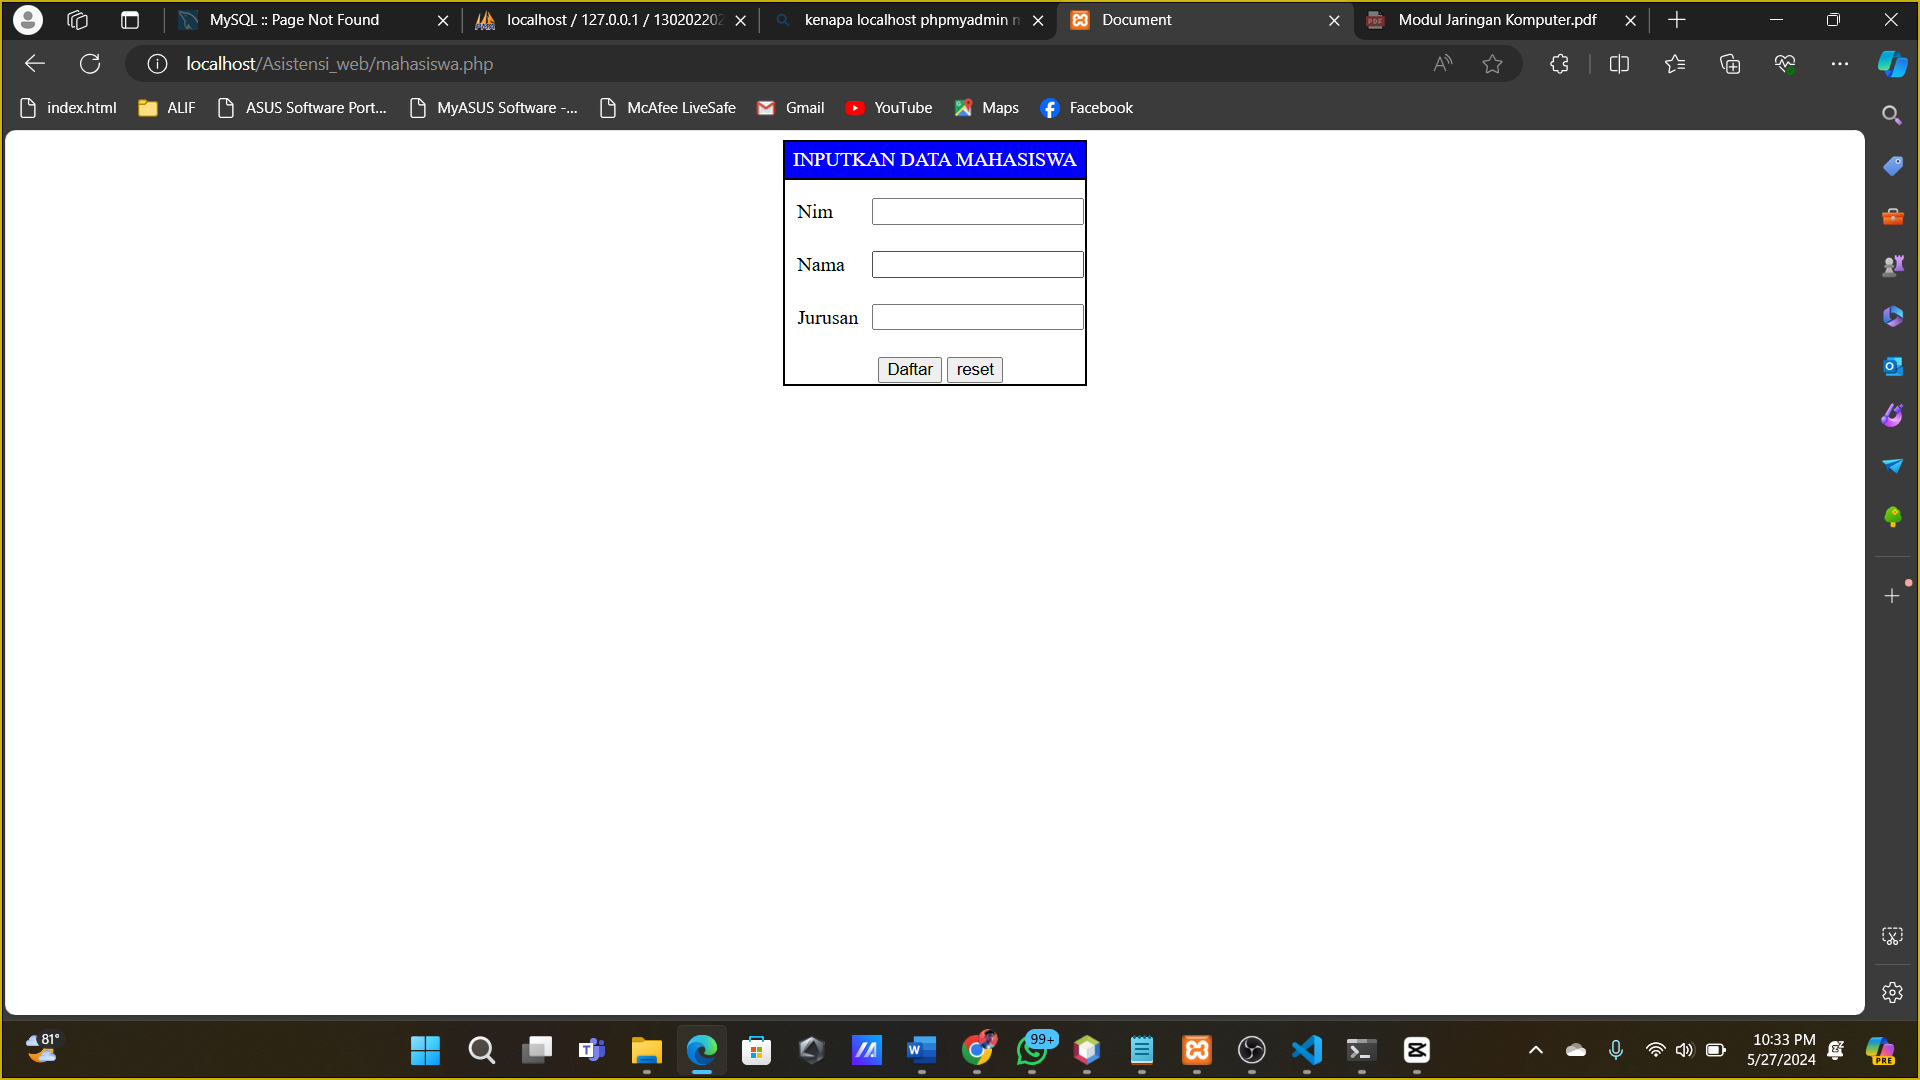 MySQL :: Page Not Found
localhost / 127.0.0.1 / 130202202
kenapa localhost phpmyadmin m
Document
Modul Jaringan Komputer.pdf
localhost/Asistensi_web/mahasiswa.php
index.html
ALIF
ASUS Software Port...
MyASUS Software -...
McAfee LiveSafe
Gmail
YouTube
Maps
Facebook
INPUTKAN DATA MAHASISWA
Nim
Nama
Jurusan
Daftar reset
81°
99+
10:33 PM
5/27/2024
PRE